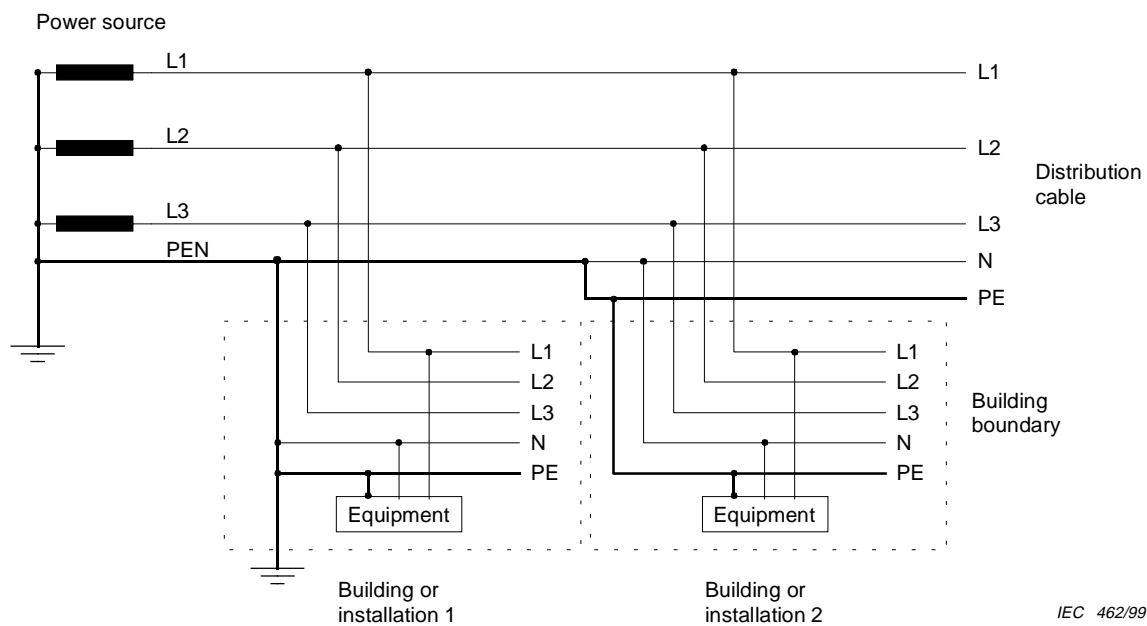 Power source
L1
L1
L2
L2
Distribution
cable
L3
L3
PEN
N
PE
L1
L1
L2
L2
L3
L3
Building
boundary
N
N
PE
PE
Equipment
Equipment
Building or
installation 1
Building or
installation 2
IEC 462/99